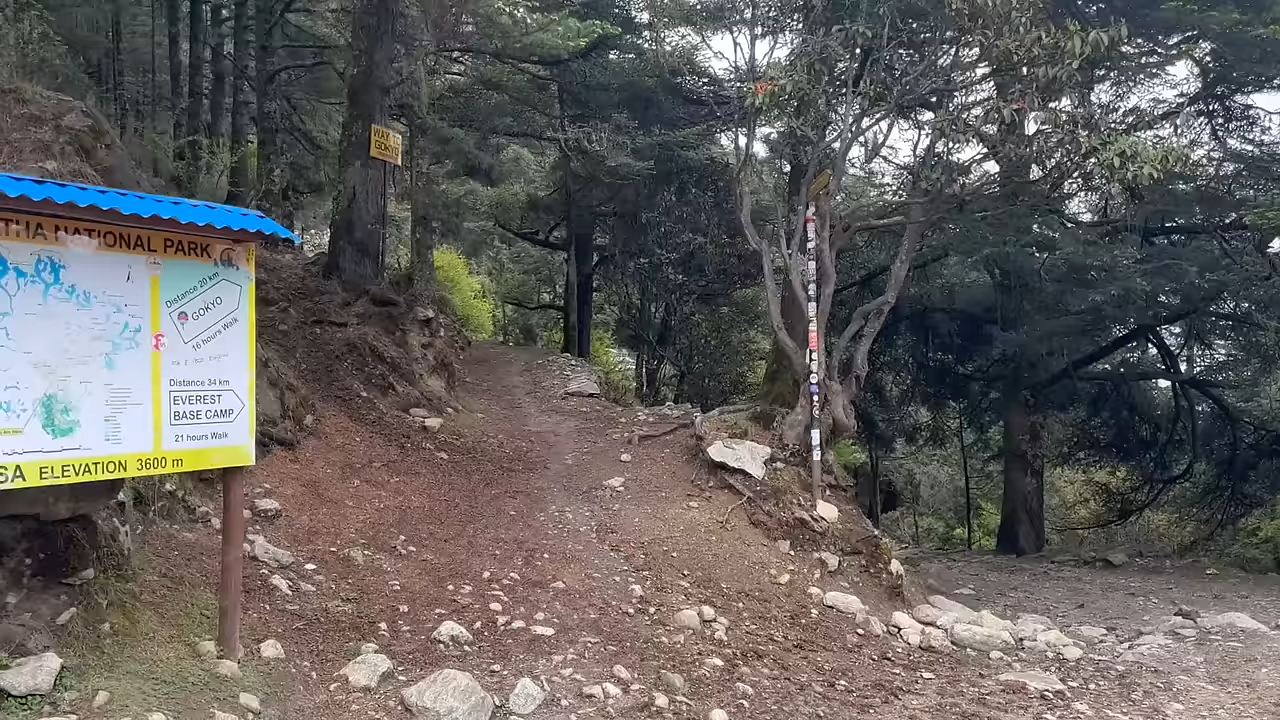 THA NATIONAL PARK
Distance 20 km
GOKYO
16 hours Walk
Distance 34 km
EVEREST
BASE CAMP
21 hours Walk
SA ELEVATION 3600 m
WAY TO
GOKYO